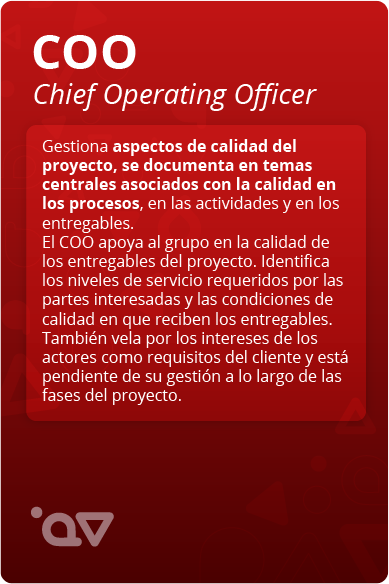 COO
Chief Operating Officer
Gestiona aspectos de calidad del
proyecto, se documenta en temas
centrales asociados con la calidad en
los procesos, en las actividades y en los
entregables.
El COO apoya al grupo en la calidad de
los entregables del proyecto. Identifica
los niveles de servicio requeridos por las
partes interesadas y las condiciones de
calidad en que reciben los entregables.
También vela por los intereses de los
actores como requisitos del cliente y está
pendiente de su gestión a lo largo de las
fases del proyecto.